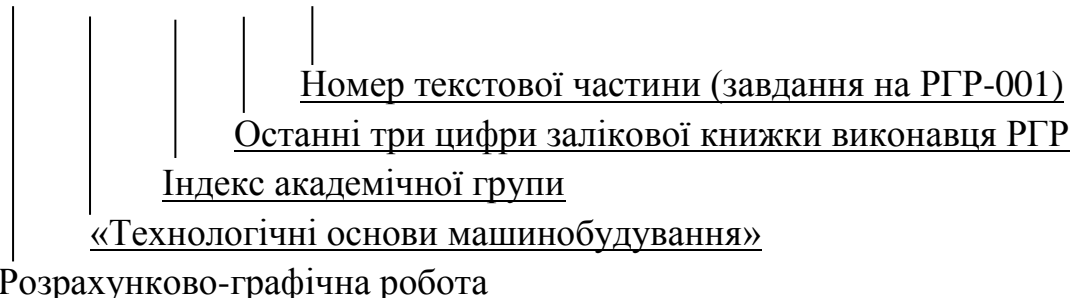 Номер текстової частини (завдання на РГР-001)
Останні три цифри залікової книжки виконавця РГР
Індекс академічної групи
«Технологічні основи машинобудування»
Розрахунково-графічна робота